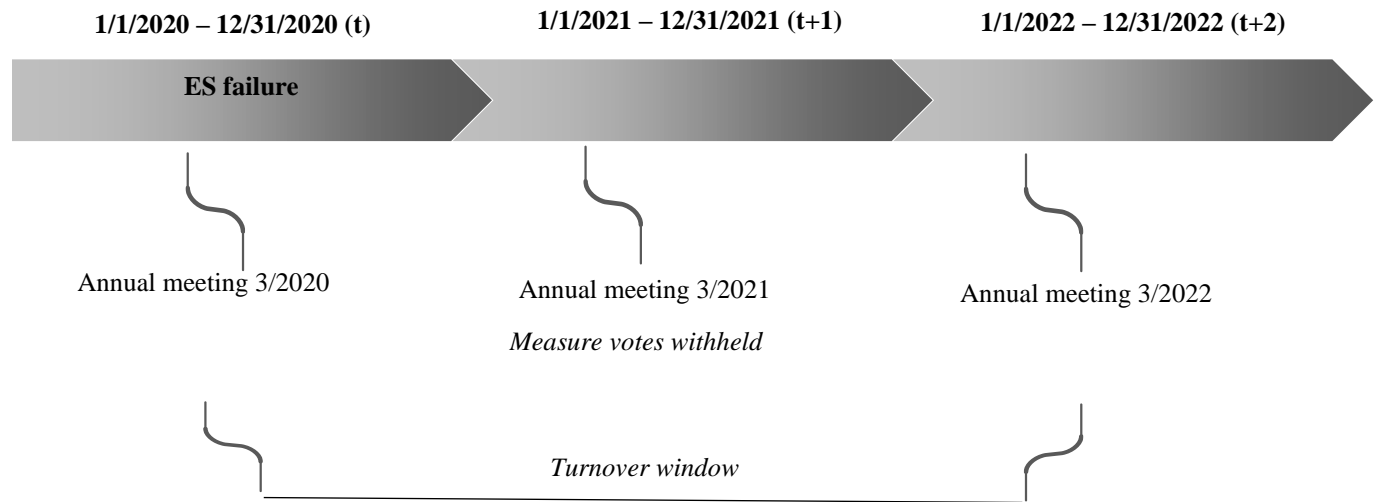 1/1/2020 – 12/31/2020 (t)
1/1/2021 – 12/31/2021 (t+1)
1/1/2022 – 12/31/2022 (t+2)
ES failure
Annual meeting 3/2020
Annual meeting 3/2021
Annual meeting 3/2022
Measure votes withheld
Turnover window